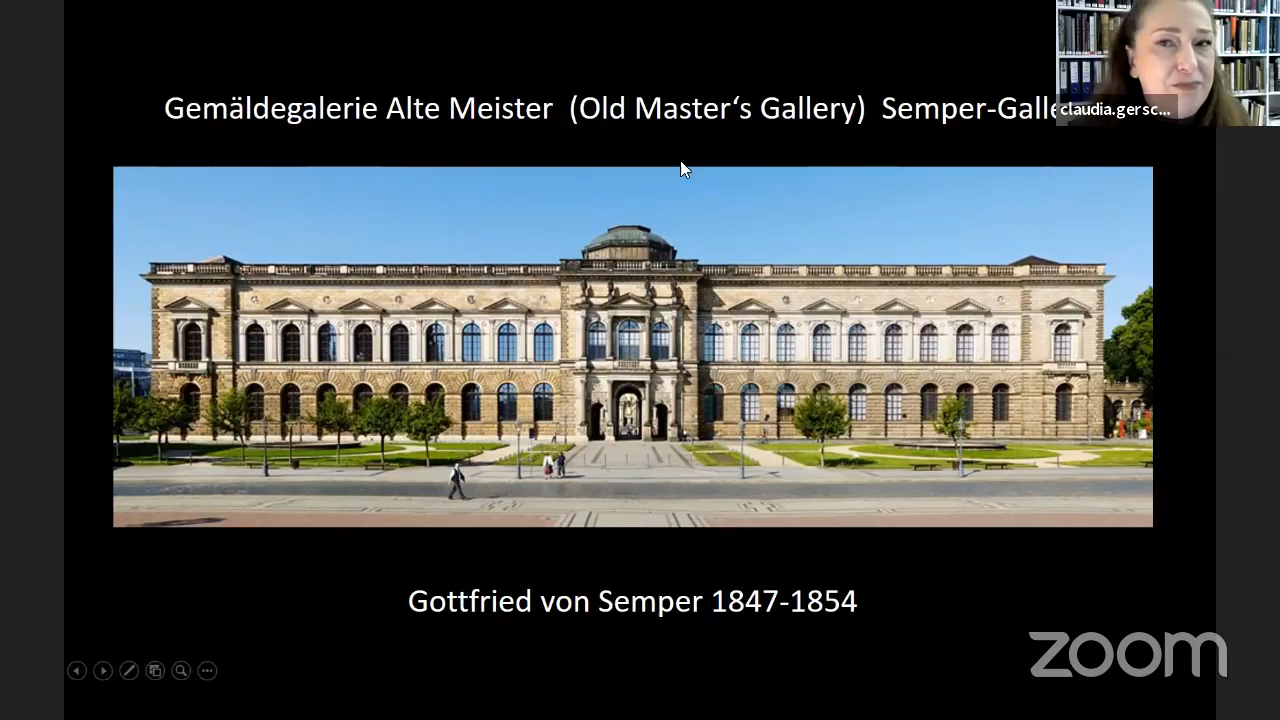 Gemäldegalerie Alte Meister (Old Master‘s Gallery) Semper-Galle
claudia.gersc...
Gottfried von Semper 1847-1854
zoom